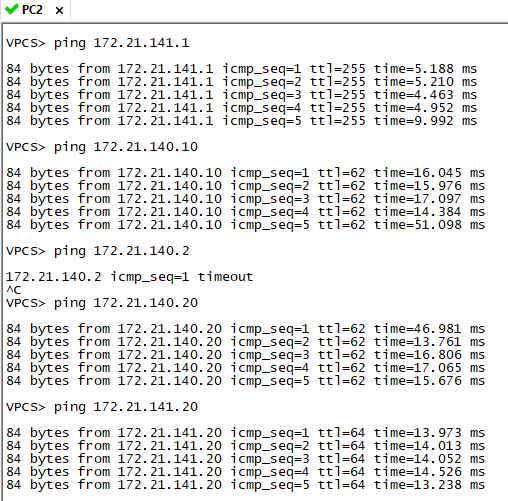 PC2
VPCS> ping 172.21.141.1
84 bytes from 172.21.141.1 icmp_seq=1 ttl=255 time=5.188 ms
84 bytes from 172.21.141.1 icmp_seq=2 ttl=255 time=5.210 ms
84 bytes from 172.21.141.1 icmp_seq=3 ttl=255 time=4.463 ms
84 bytes from 172.21.141.1 icmp_seq=4 ttl=255 time=4.952 ms
84 bytes from 172.21.141.1 icmp_seq=5 ttl=255 time=9.992 ms
VPCS> ping 172.21.140.10
84 bytes from 172.21.140.10 icmp_seq=1 ttl=62 time=16.045 ms
84 bytes from 172.21.140.10 icmp_seq=2 ttl=62 time=15.976 ms
84 bytes from 172.21.140.10 icmp_seq=3 ttl=62 time=17.097 ms
84 bytes from 172.21.140.10 icmp_seq=4 ttl=62 time=14.384 ms
84 bytes from 172.21.140.10 icmp_seq=5 ttl=62 time=51.098 ms
VPCS> ping 172.21.140.2
172.21.140.2 icmp_seq=1 timeout
^C
VPCS> ping 172.21.140.20
84 bytes from 172.21.140.20 icmp_seq=1 ttl=62 time=46.981 ms
84 bytes from 172.21.140.20 icmp_seq=2 ttl=62 time=13.761 ms
84 bytes from 172.21.140.20 icmp_seq=3 ttl=62 time=16.806 ms
84 bytes from 172.21.140.20 icmp_seq=4 ttl=62 time=17.065 ms
84 bytes from 172.21.140.20 icmp_seq=5 ttl=62 time=15.676 ms
VPCS> ping 172.21.141.20
84 bytes from 172.21.141.20 icmp_seq=1 ttl=64 time=13.973 ms
84 bytes from 172.21.141.20 icmp_seq=2 ttl=64 time=14.013 ms
84 bytes from 172.21.141.20 icmp_seq=3 ttl=64 time=14.052 ms
84 bytes from 172.21.141.20 icmp_seq=4 ttl=64 time=14.526 ms
84 bytes from 172.21.141.20 icmp_seq=5 ttl=64 time=13.238 ms